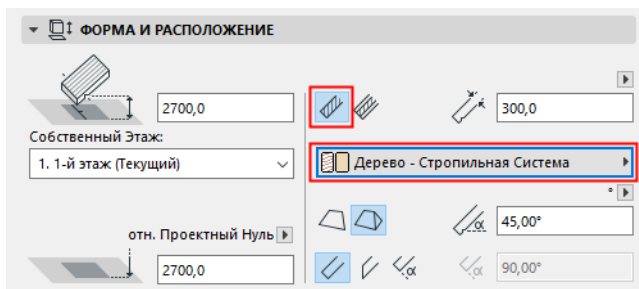 ФОРМА И РАСПОЛОЖЕНИЕ
2700,0
300,0
Собственный Этаж:
1. 1-й этаж (Текущий)
Дерево - Стропильная Система
°
α 45,00°
отн. Проектный Нуль
2700,0
α α 90,00°